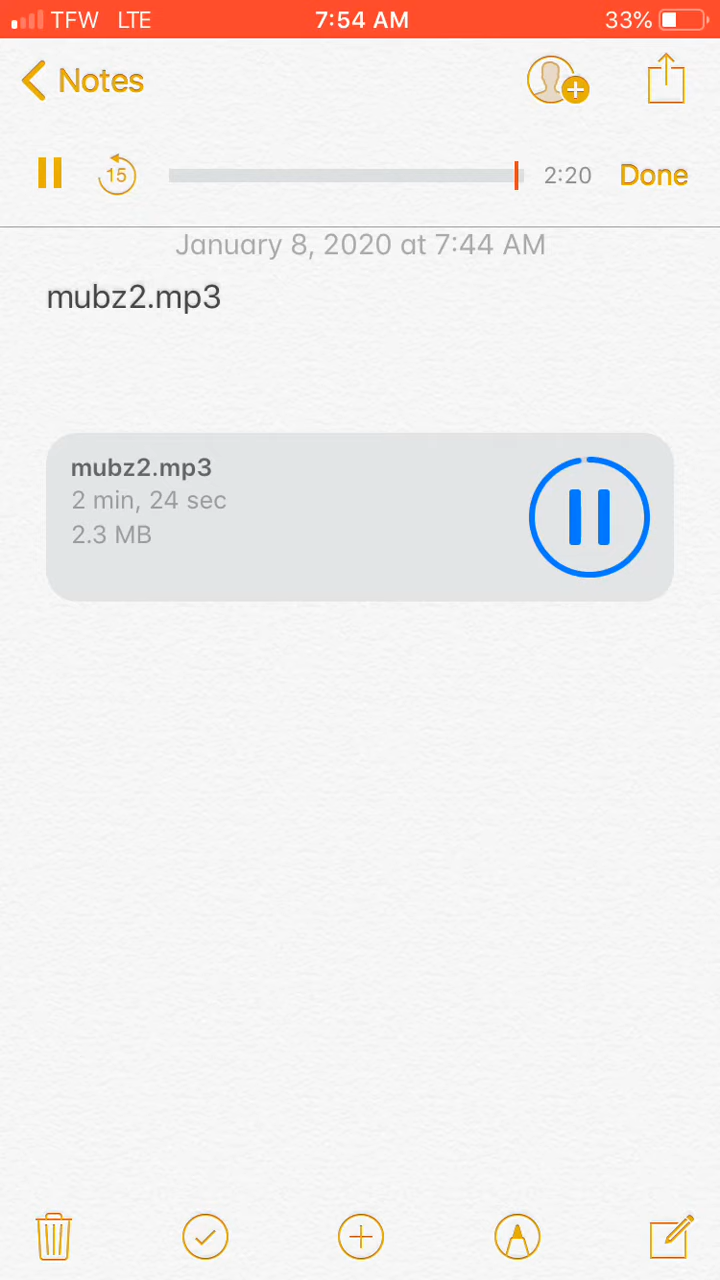 TFW LTE 7:54 AM 33%
Notes
15 2:20 Done
January 8, 2020 at 7:44 AM
mubz2.mp3
mubz2.mp3
2 min, 24 sec
2.3 MB